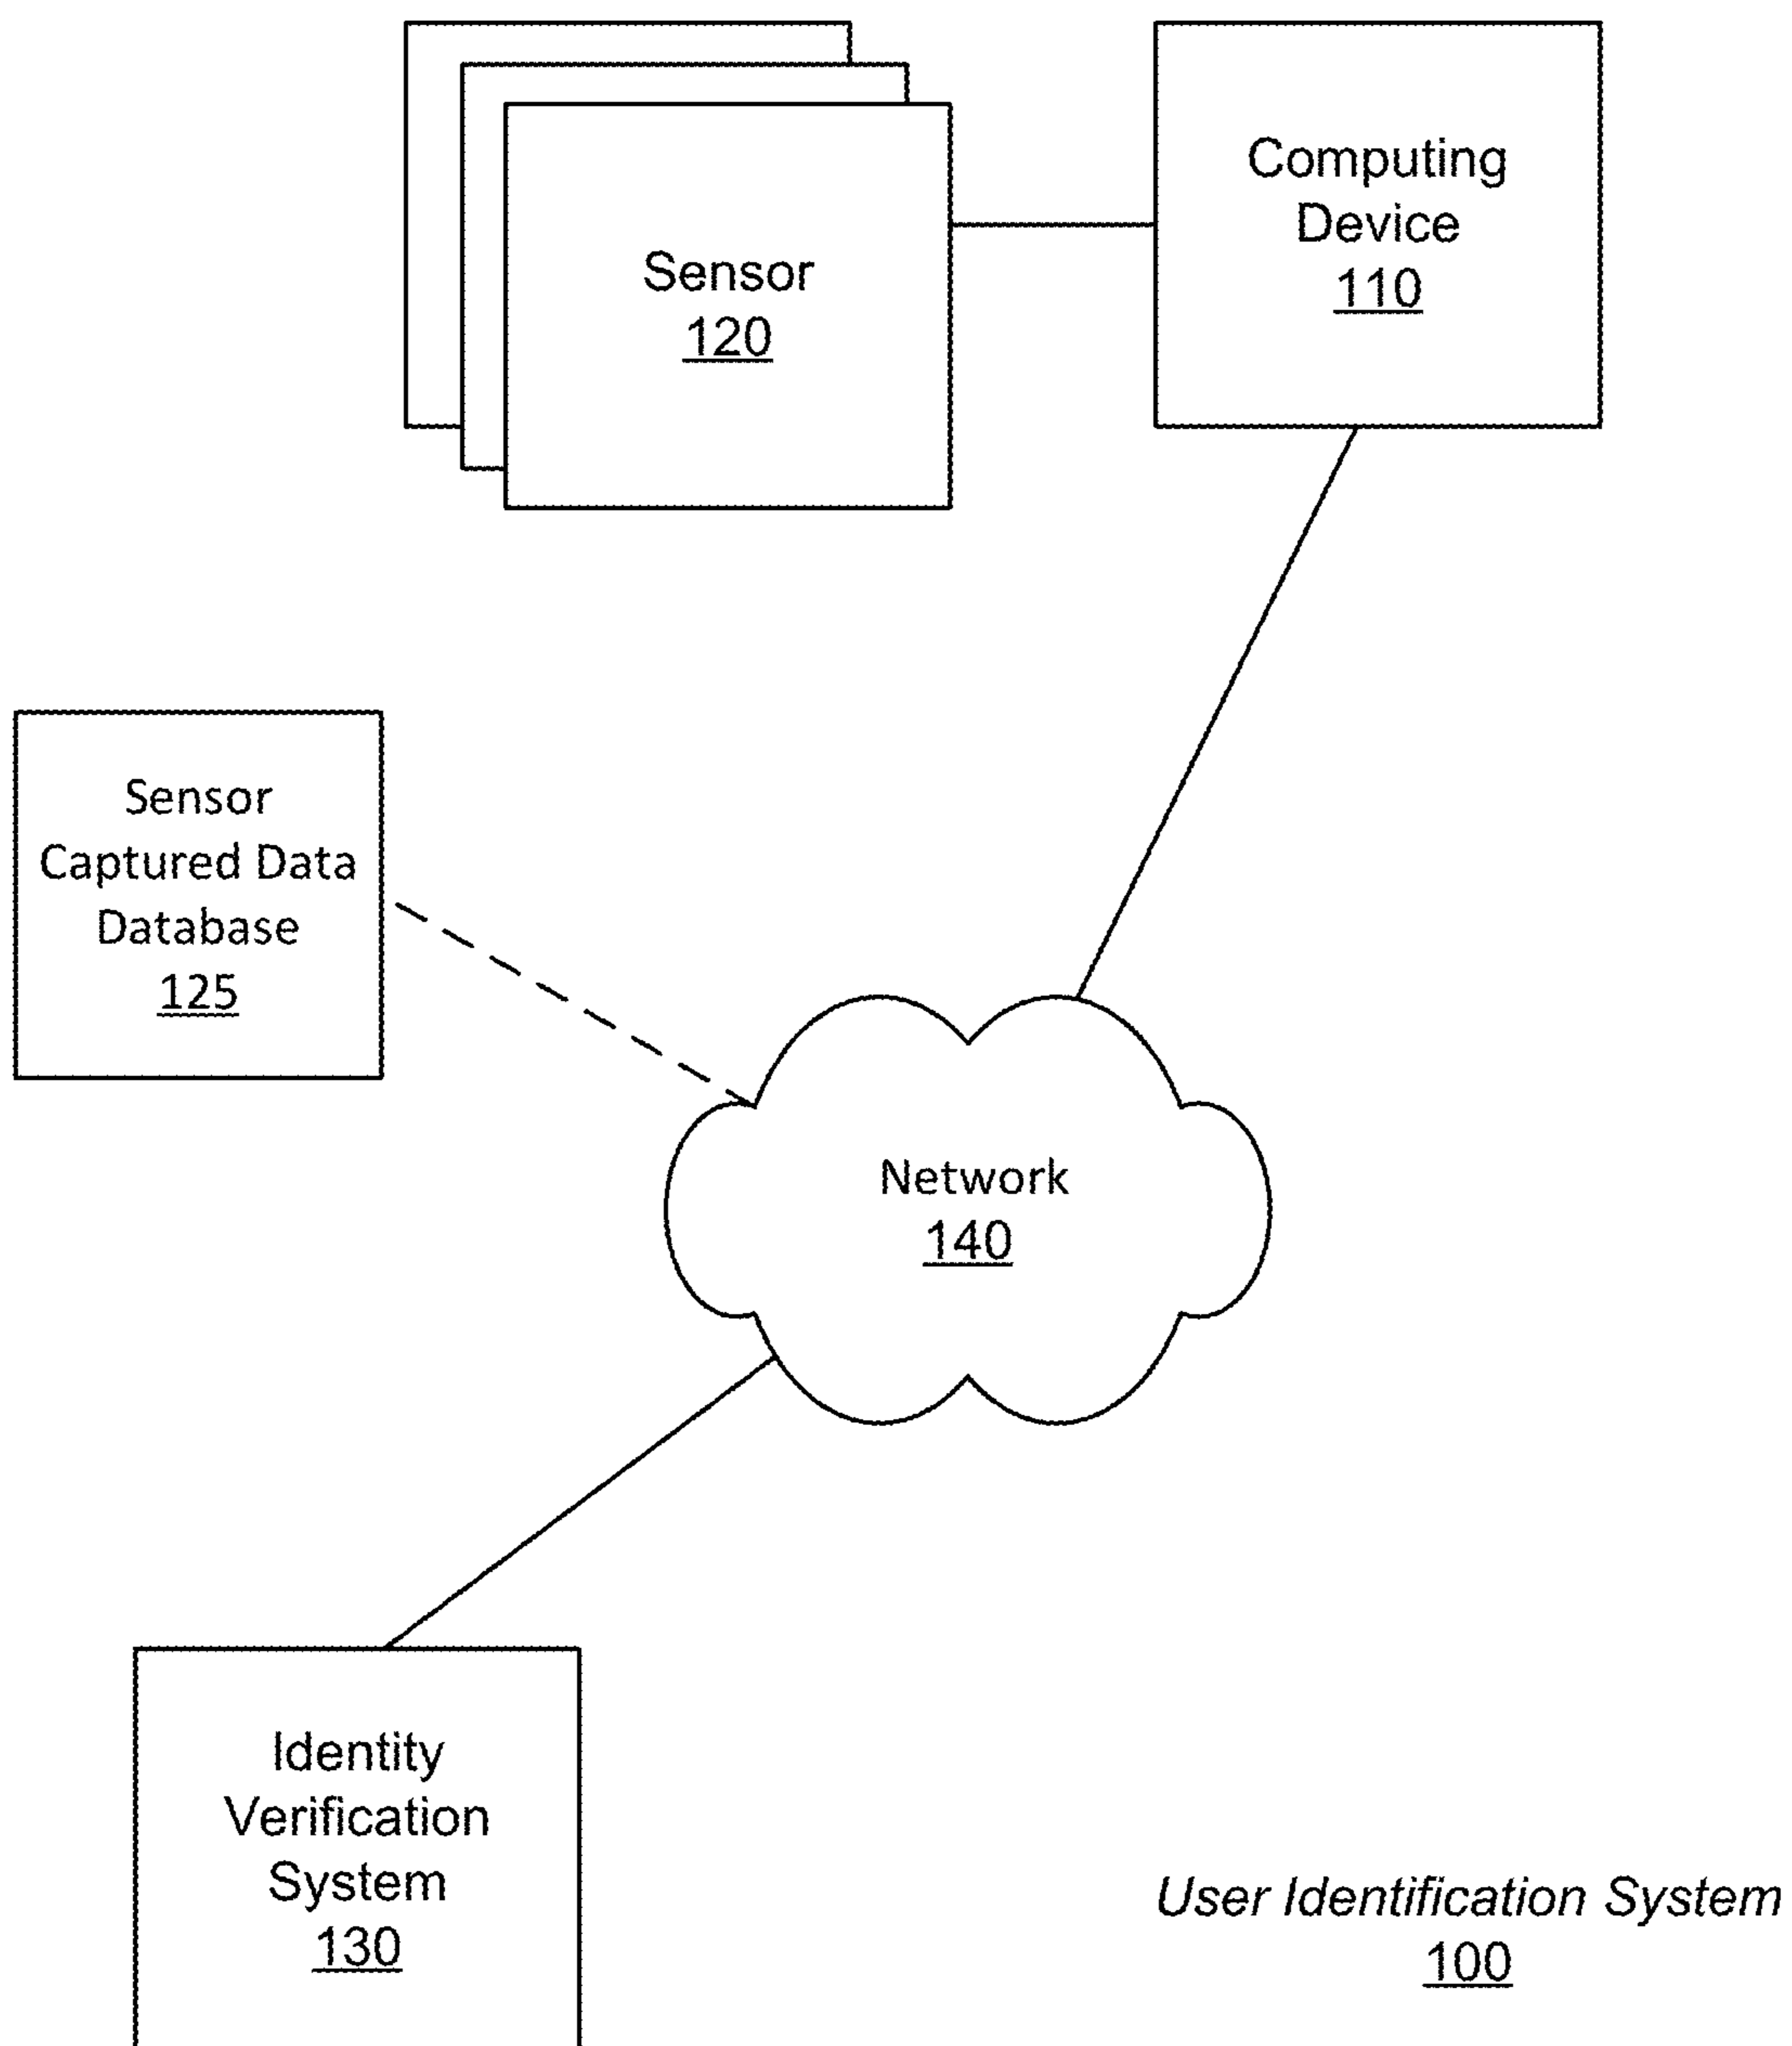 Sensor
120
Computing
Device
110
Sensor
Captured Data
Database
125
Network
140
Identity
Verification
System
130
User Identification System
100